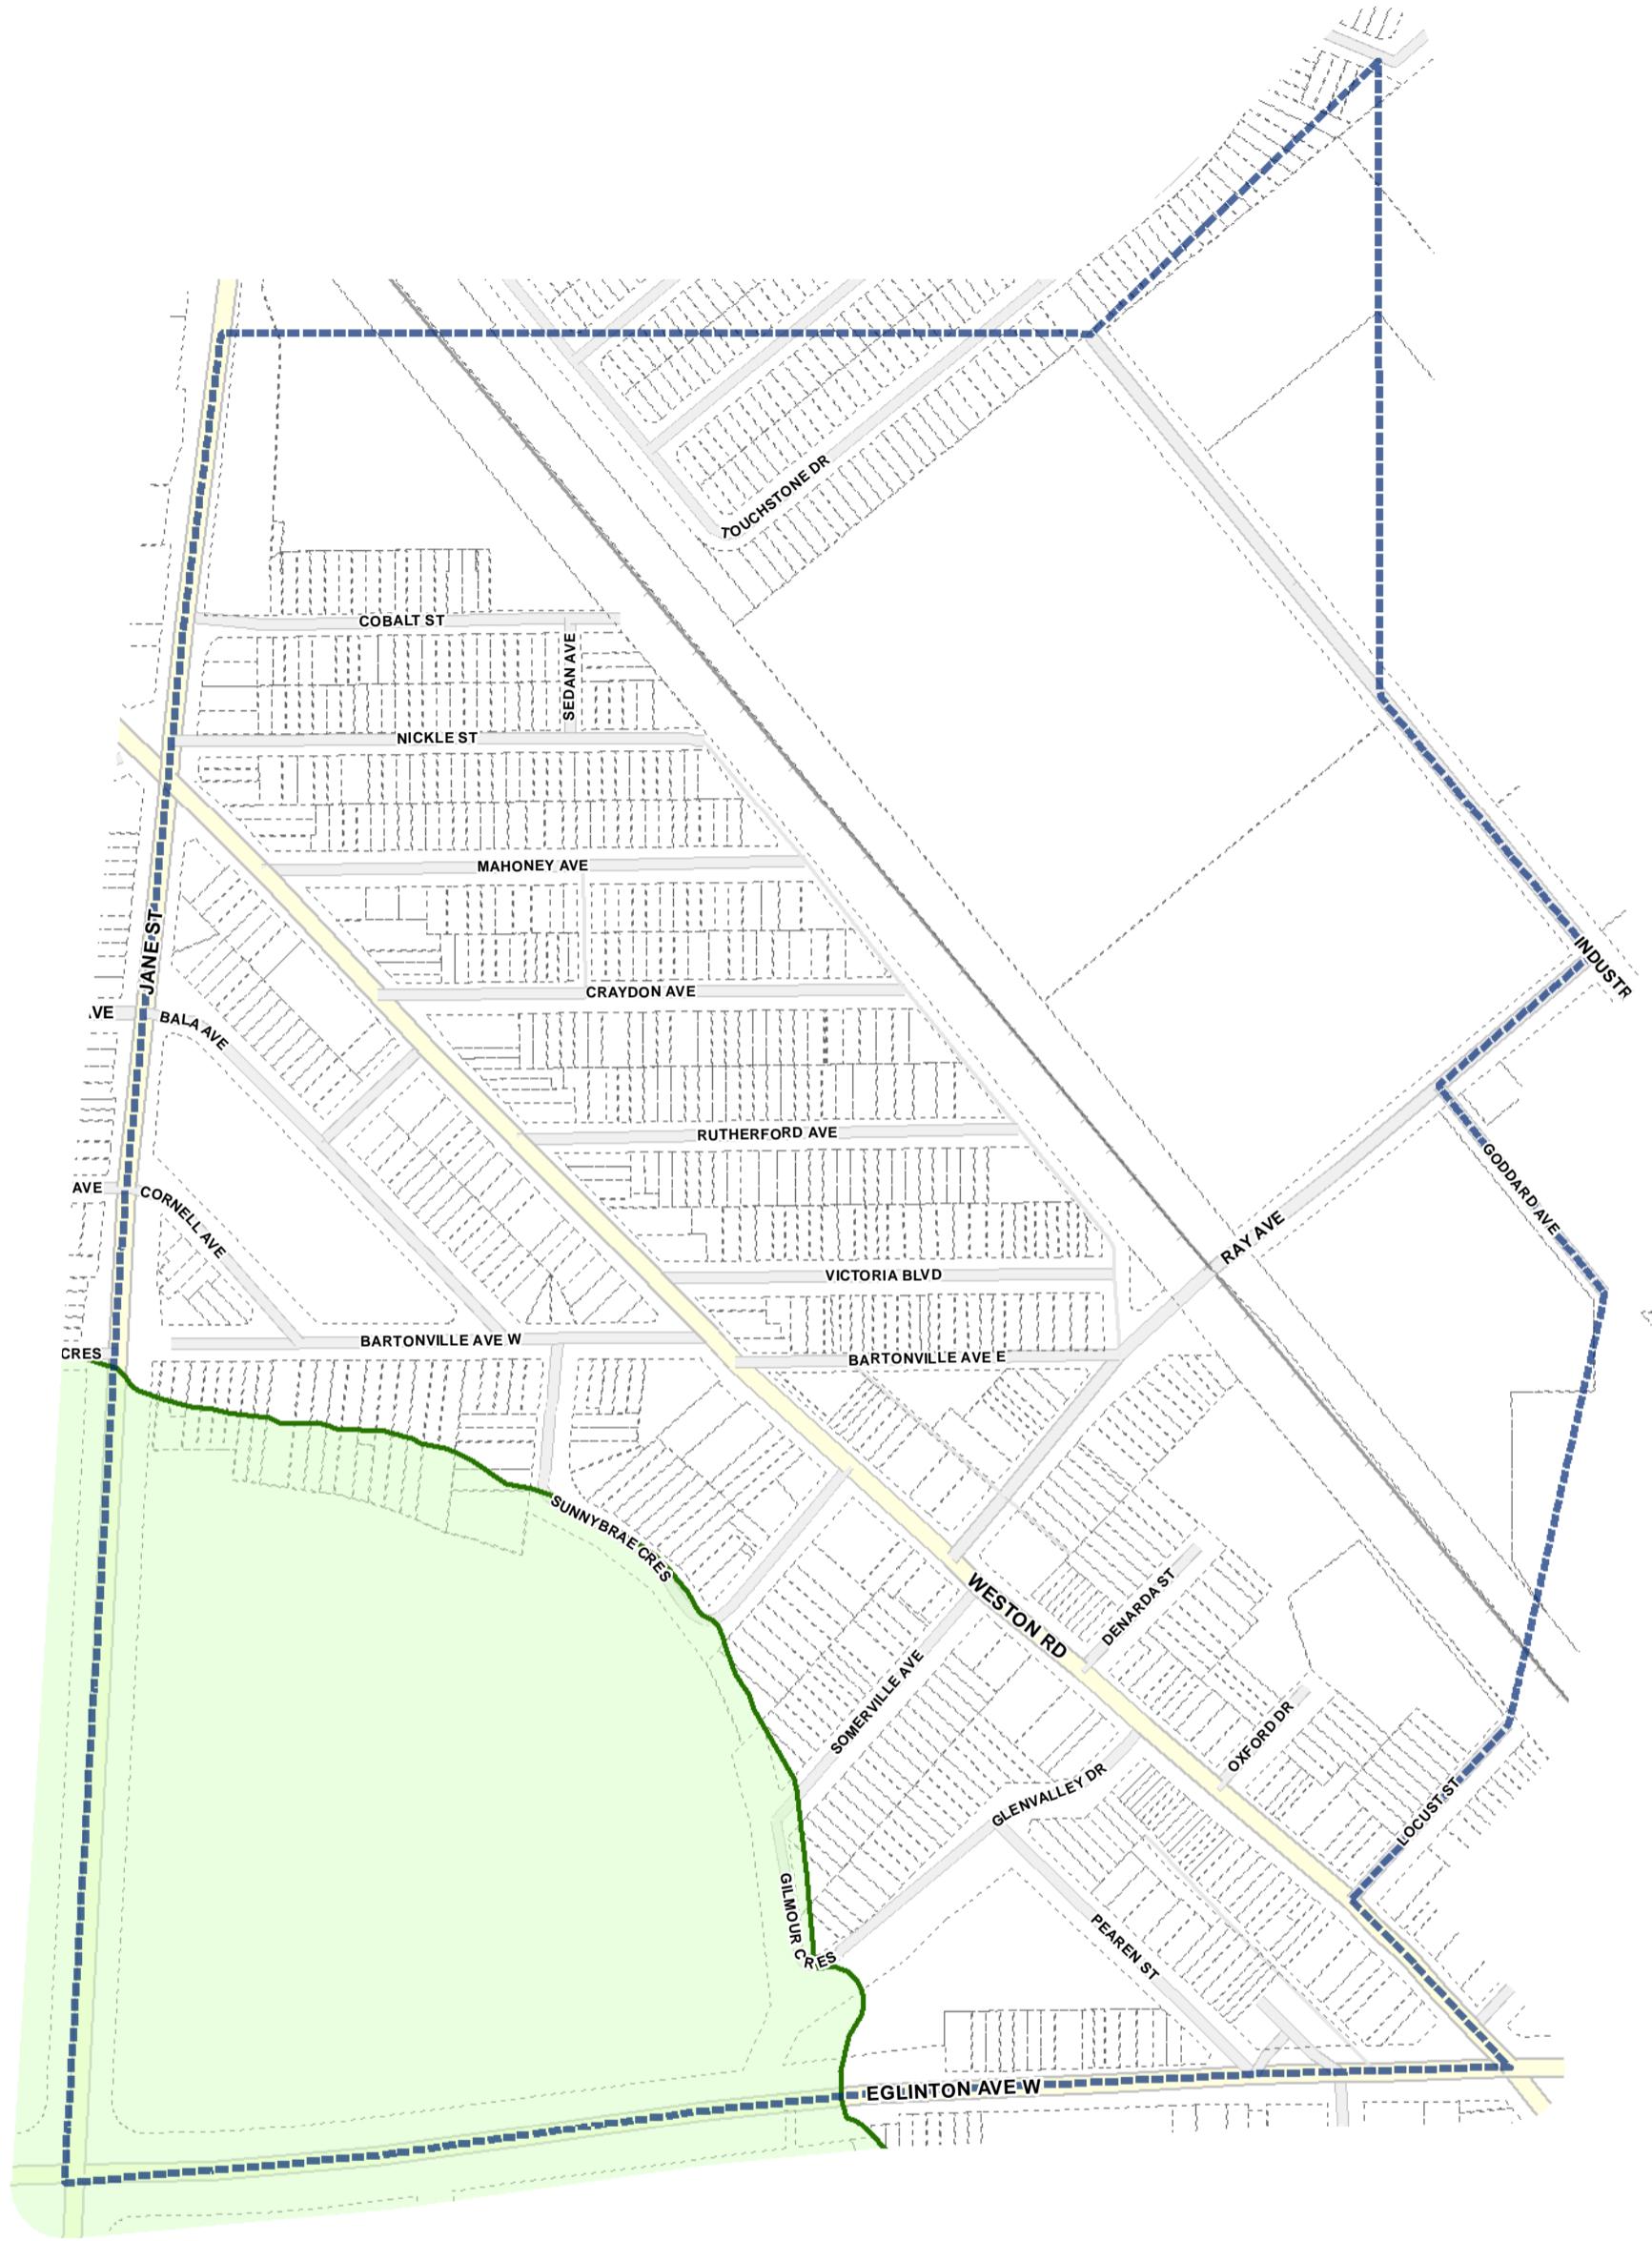 TOUCHSTONE DR
COBALT ST
SEDAN AVE
NICKLE ST
MAHONEY AVE
JANE ST
INDUSTR
CRAYDON AVE
AVE
BALA AVE
RUTHERFORD AVE
GODDARD AVE
AVE
CORNELL AVE
RAY AVE
VICTORIA BLVD
BARTONVILLE AVE W
CRES
BARTONVILLE AVE E
SUNNYBRAE CRES
WESTON RD
DENARDA ST
SOMERVILLE AVE
OXFORD DR
GLENVALLEY DR
LOCUST ST
GILMOUR CRES
PEAREN ST
EGLINTON AVE W